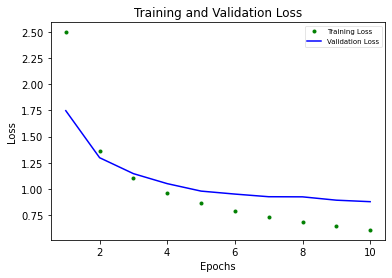 Training and Validation Loss
Training Loss
Validation Loss
2.50
2.25
2.00
1.75
1.50
1.25
1.00
0.75
Loss
2
4
6
8
10
Epochs